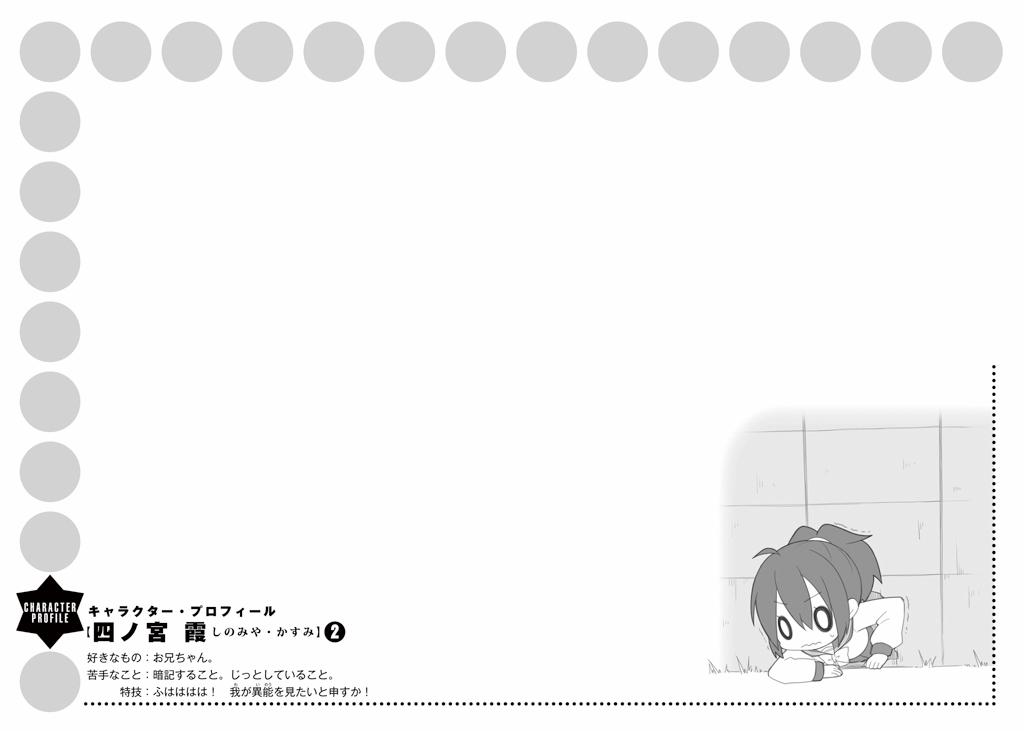 CHARACTER
PROFILE
キャラクター・プロフィール
【四ノ宮 霞 しのみや・かすみ】❷
好きなもの：お兄ちゃん。
苦手なこと：暗記すること。じっとしていること。
特技：ふはははは！　我が異能を見たいと申すか！